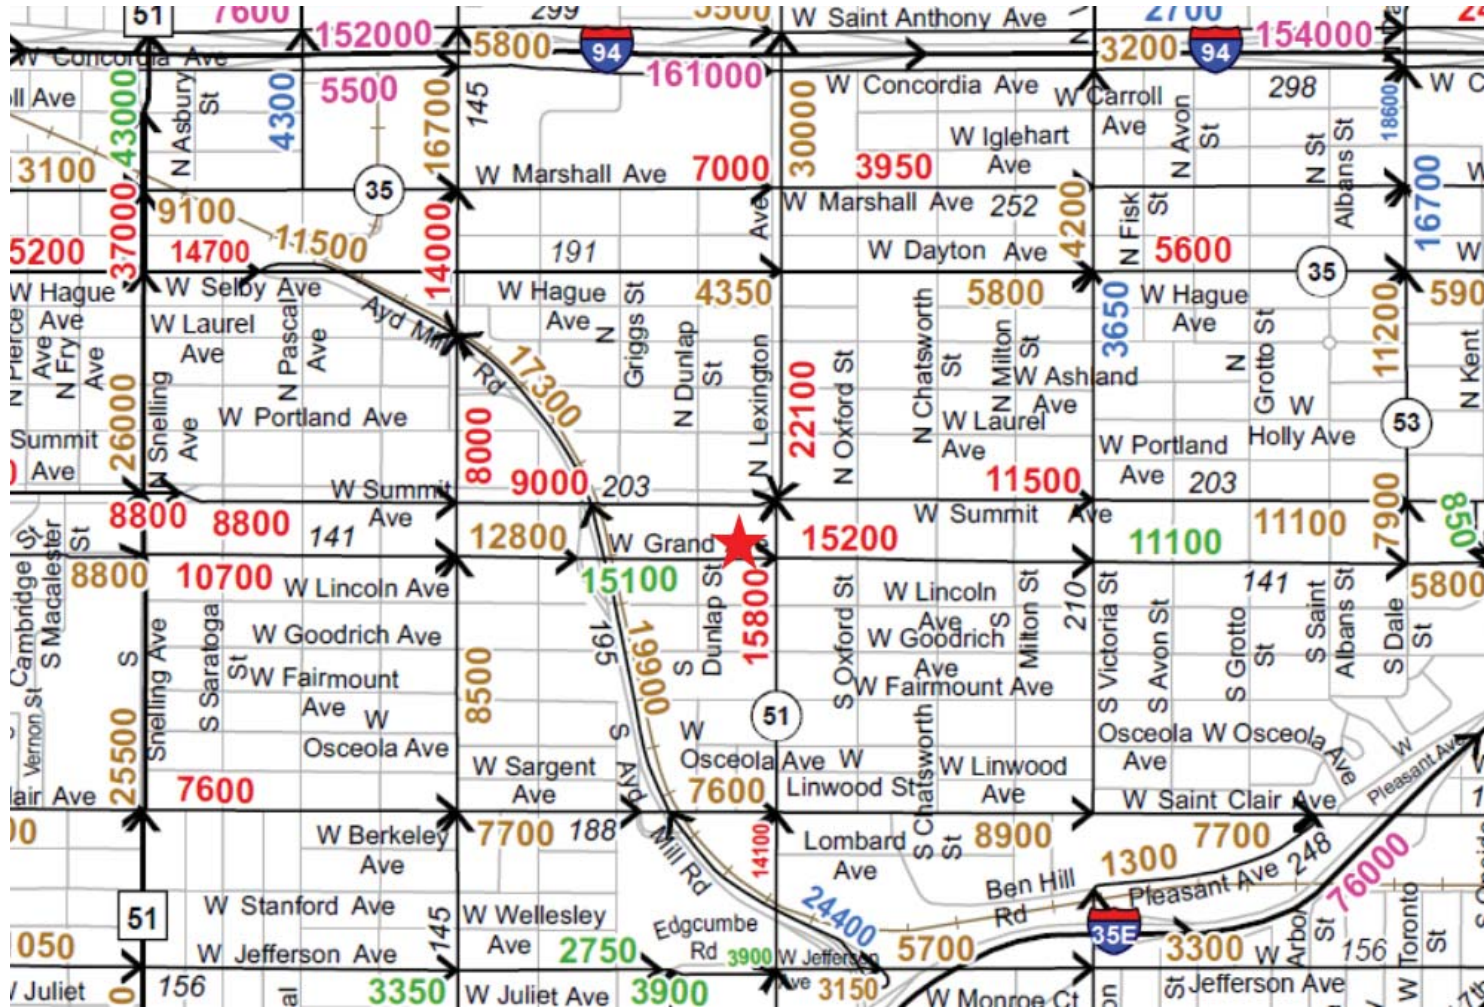 51
7600
299
5500
W Saint Anthony Ave
2700
152000
5800
94
3200
94
154000
W Concordia Ave
5500
161000
W Concordia Ave
298
W C
43000
N Asbury
St
4300
16700
145
30000
W Carroll
Ave
N Avon
St
N St
Albans St
18600
W Iglehart
Ave
3100
W Marshall Ave
7000
3950
35
9100
W Marshall Ave
252
4200
N Fisk
St
16700
37000
11500
14000
Ave
5200
14700
191
W Dayton Ave
5600
35
W Hague
Ave
W Selby Ave
W Hague
Ave
4350
5800
W Hague
Ave
590
N Pierce
Ave
N Fry
Ave
W Laurel
Ave
N Pascal
Ave
Ayd Mill
Rd
17300
N
Griggs St
N Dunlap
St
N Lexington
22100
N Oxford St
N Chatsworth
St
N Milton
St
3650
W Ashland
Ave
N
Grotto St
11200
N Kent
26000
N Snelling
Ave
W Portland Ave
8000
W Laurel
Ave
W
Holly Ave
53
Summit
Ave
W Portland
Ave
W Summit
Ave
9000
203
11500
203
7900
850
8800
8800
141
12800
W Grand
15200
W Summit Ave
11100
11100
Cambridge St
S Macalester
St
8800
10700
W Lincoln Ave
15100
15800
W Lincoln
Ave
210
141
5800
W Goodrich Ave
195
19900
S
Dunlap St
S Oxford St
W Goodrich
Ave
S
Milton St
S Victoria St
S Avon St
S Grotto
St
S Saint
Albans St
S Dale
St
S
Snelling Ave
S Saratoga
St
W Fairmount
Ave
8500
W Fairmount Ave
Vernon St
W
Osceola Ave
51
S Chatsworth
St
Osceola
Ave
W Osceola
Ave
W
Pleasant Ave
25500
W Sargent
Ave
S
Ayd
Mill Rd
W
Osceola Ave
W
Linwood St
W Linwood
Ave
7600
7600
W Saint Clair Ave
W Berkeley
Ave
7700
188
14100
Lombard
Ave
8900
7700
1300
Pleasant Ave
248
76000
51
W Stanford Ave
145
W Wellesley
Ave
Edgcumbe
Rd
24400
Ben Hill
Rd
35E
1050
W Jefferson Ave
2750
3900
W Jefferson
Ave
5700
3300
W
Arbor
St
156
W Toronto
St
W Juliet
156
3350
W Juliet Ave
3900
3150
W Monroe Ct
St
Jefferson Ave